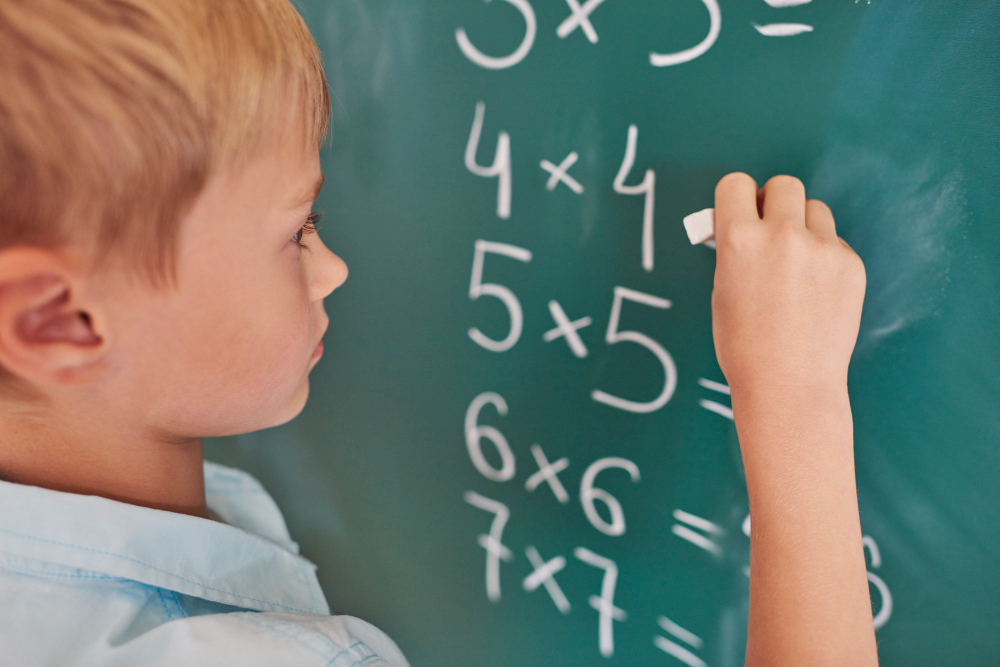 3 × 3 =
4 × 4
5 × 5 =
6 × 6 =
7 × 7 =